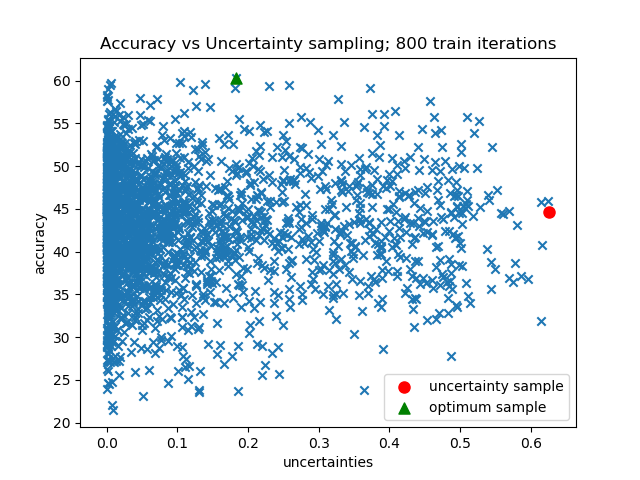 Accuracy vs Uncertainty sampling; 800 train iterations
60
55
50
45
40
35
30
25
20
accuracy
0.0 0.1 0.2 0.3 0.4 0.5 0.6
uncertainties
uncertainty sample
optimum sample